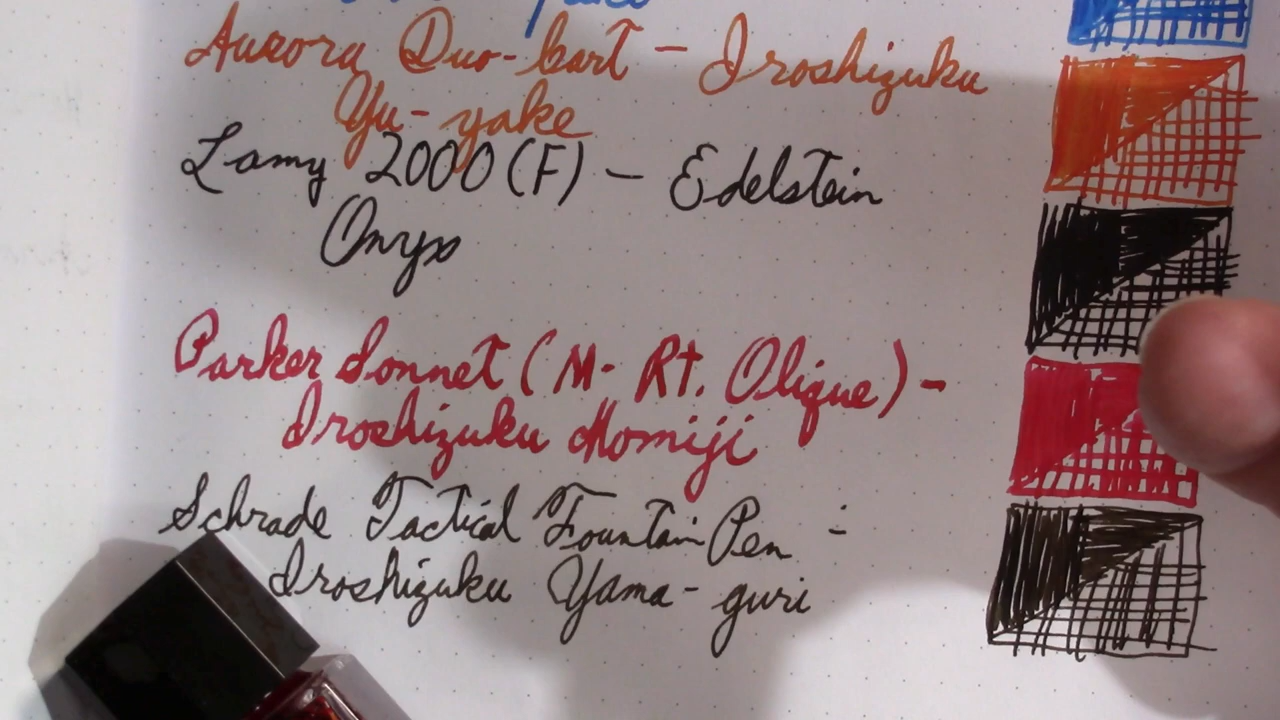 Aurora Duo-Cart - Iroshizuku
Yu-yake
Lamy 2000 (F) - Edelstein
Onyx
Parker Sonnet (M- Rt. Olique) -
Iroshizuku Momiji
Schrade Tactical Fountain Pen -
Iroshizuku Yama-guri